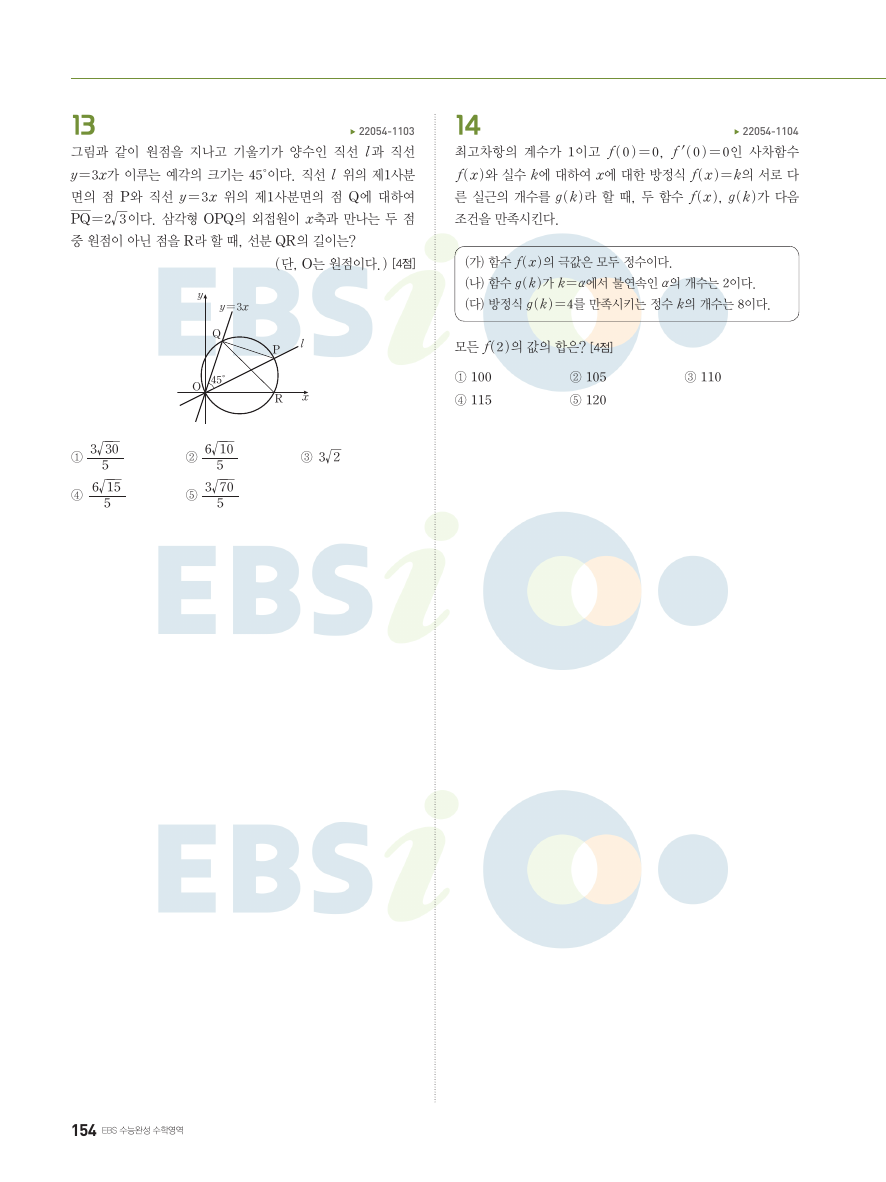 13
▶ 22054-1103
그림과 같이 원점을 지나고 기울기가 양수인 직선 l과 직선
y=3x가 이루는 예각의 크기는 45°이다. 직선 l 위의 제1사분
면의 점 P와 직선 y=3x 위의 제1사분면의 점 Q에 대하여
PQ=2√3이다. 삼각형 OPQ의 외접원이 x축과 만나는 두 점
중 원점이 아닌 점을 R라 할 때, 선분 QR의 길이는?
(단, O는 원점이다.) [4점]
y
y=3x
Q
P
l
45°
O
R
x
① 3√30/5 ② 6√10/5 ③ 3√2
④ 6√15/5 ⑤ 3√70/5
14
▶ 22054-1104
최고차항의 계수가 1이고 f(0)=0, f′(0)=0인 사차함수
f(x)와 실수 k에 대하여 x에 대한 방정식 f(x)=k의 서로 다
른 실근의 개수를 g(k)라 할 때, 두 함수 f(x), g(k)가 다음
조건을 만족시킨다.
(가) 함수 f(x)의 극값은 모두 정수이다.
(나) 함수 g(k)가 k=α에서 불연속인 α의 개수는 2이다.
(다) 방정식 g(k)=4를 만족시키는 정수 k의 개수는 8이다.
모든 f(2)의 값의 합은? [4점]
① 100 ② 105 ③ 110
④ 115 ⑤ 120
EBSi
EBSi
EBSi
154 EBS 수능완성 수학영역